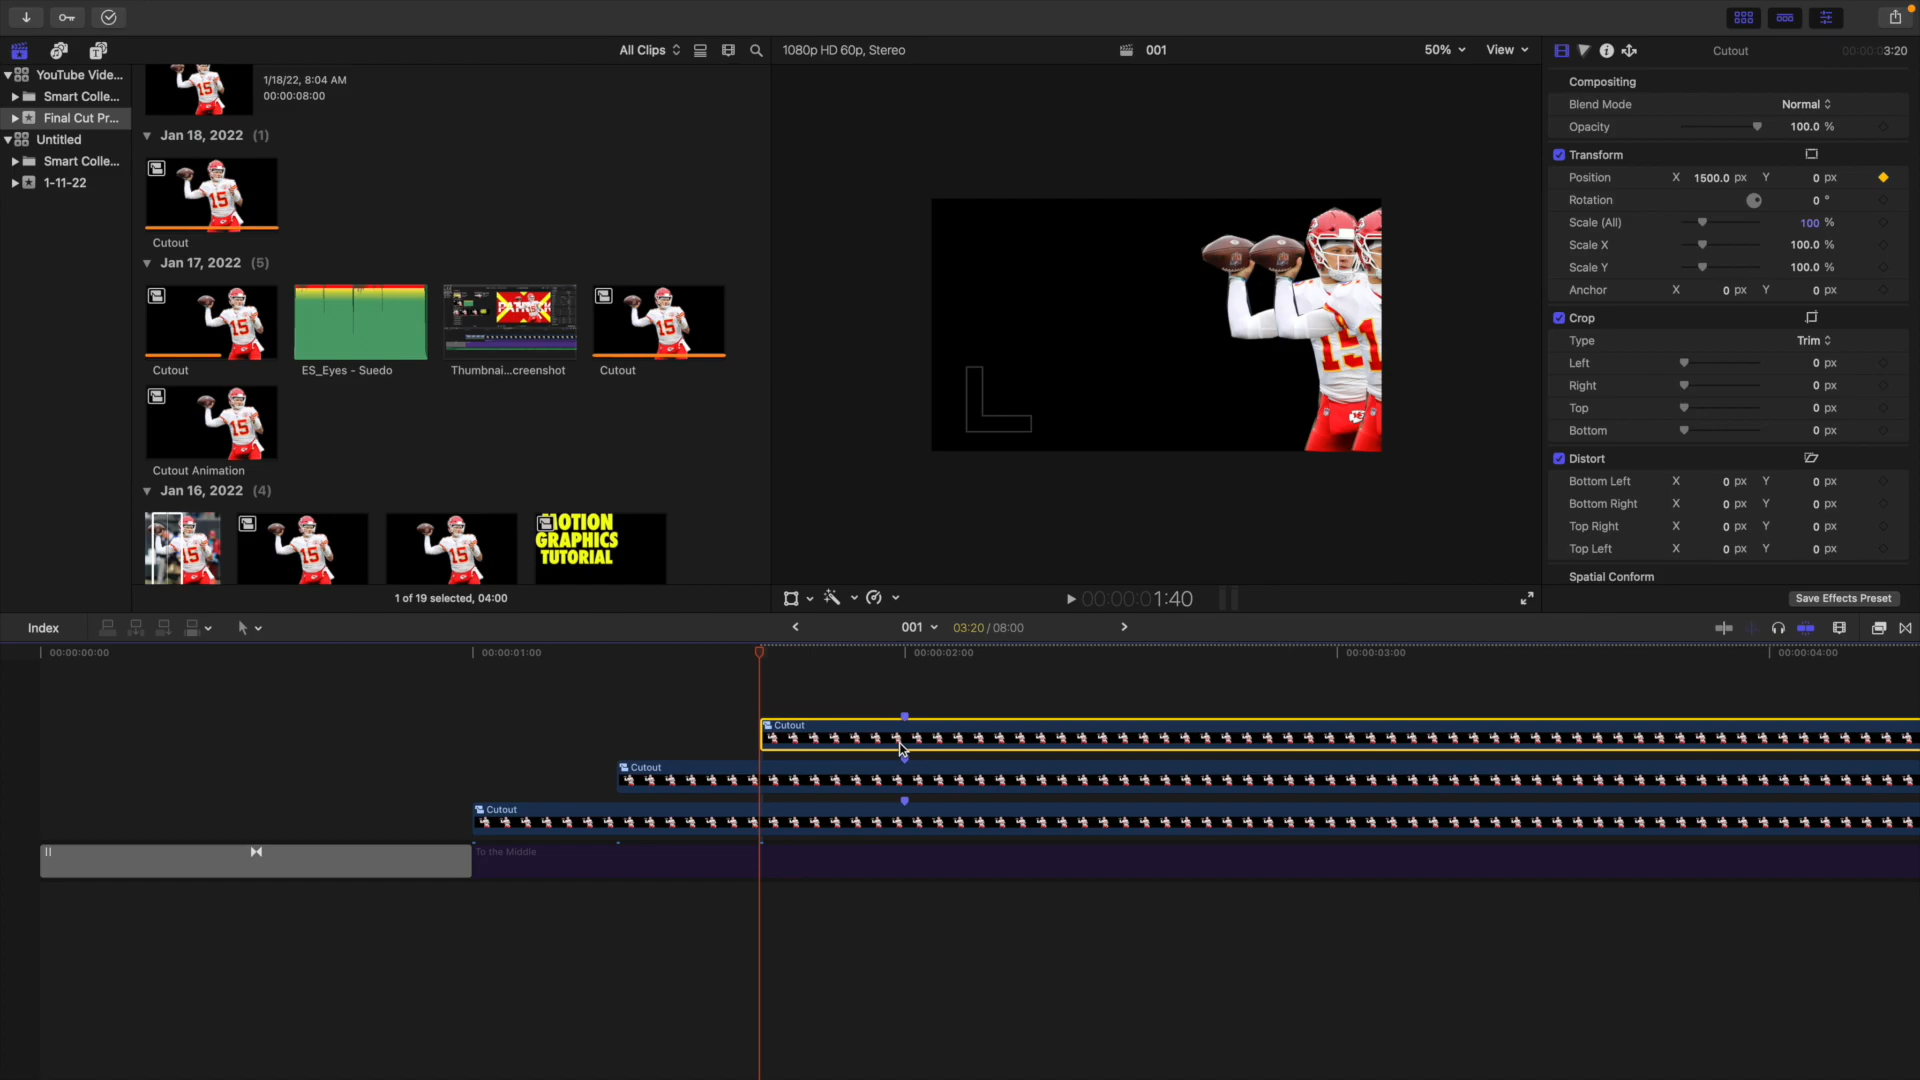 All Clips
1080p HD 60p, Stereo
001
50%
View
Cutout
00:00:03:20
YouTube Vide...
Smart Colle...
Final Cut Pr...
Untitled
Smart Colle...
1-11-22
1/18/22, 8:04 AM
00:00:08:00
Jan 18, 2022 (1)
Cutout
Jan 17, 2022 (5)
Cutout
ES_Eyes - Suedo
Thumbnai...creenshot
Cutout
Cutout Animation
Jan 16, 2022 (4)
MOTION
GRAPHICS
TUTORIAL
1 of 19 selected, 04:00
00:00:01:40
Compositing
Blend Mode Normal
Opacity 100.0 %
Transform
Position X 1500.0 px Y 0 px
Rotation 0 °
Scale (All) 100 %
Scale X 100.0 %
Scale Y 100.0 %
Anchor X 0 px Y 0 px
Crop
Type Trim
Left 0 px
Right 0 px
Top 0 px
Bottom 0 px
Distort
Bottom Left X 0 px Y 0 px
Bottom Right X 0 px Y 0 px
Top Right X 0 px Y 0 px
Top Left X 0 px Y 0 px
Spatial Conform
Save Effects Preset
Index
001
03:20 / 08:00
00:00:00:00
00:00:01:00
00:00:02:00
00:00:03:00
00:00:04:00
Cutout
Cutout
Cutout
To the Middle